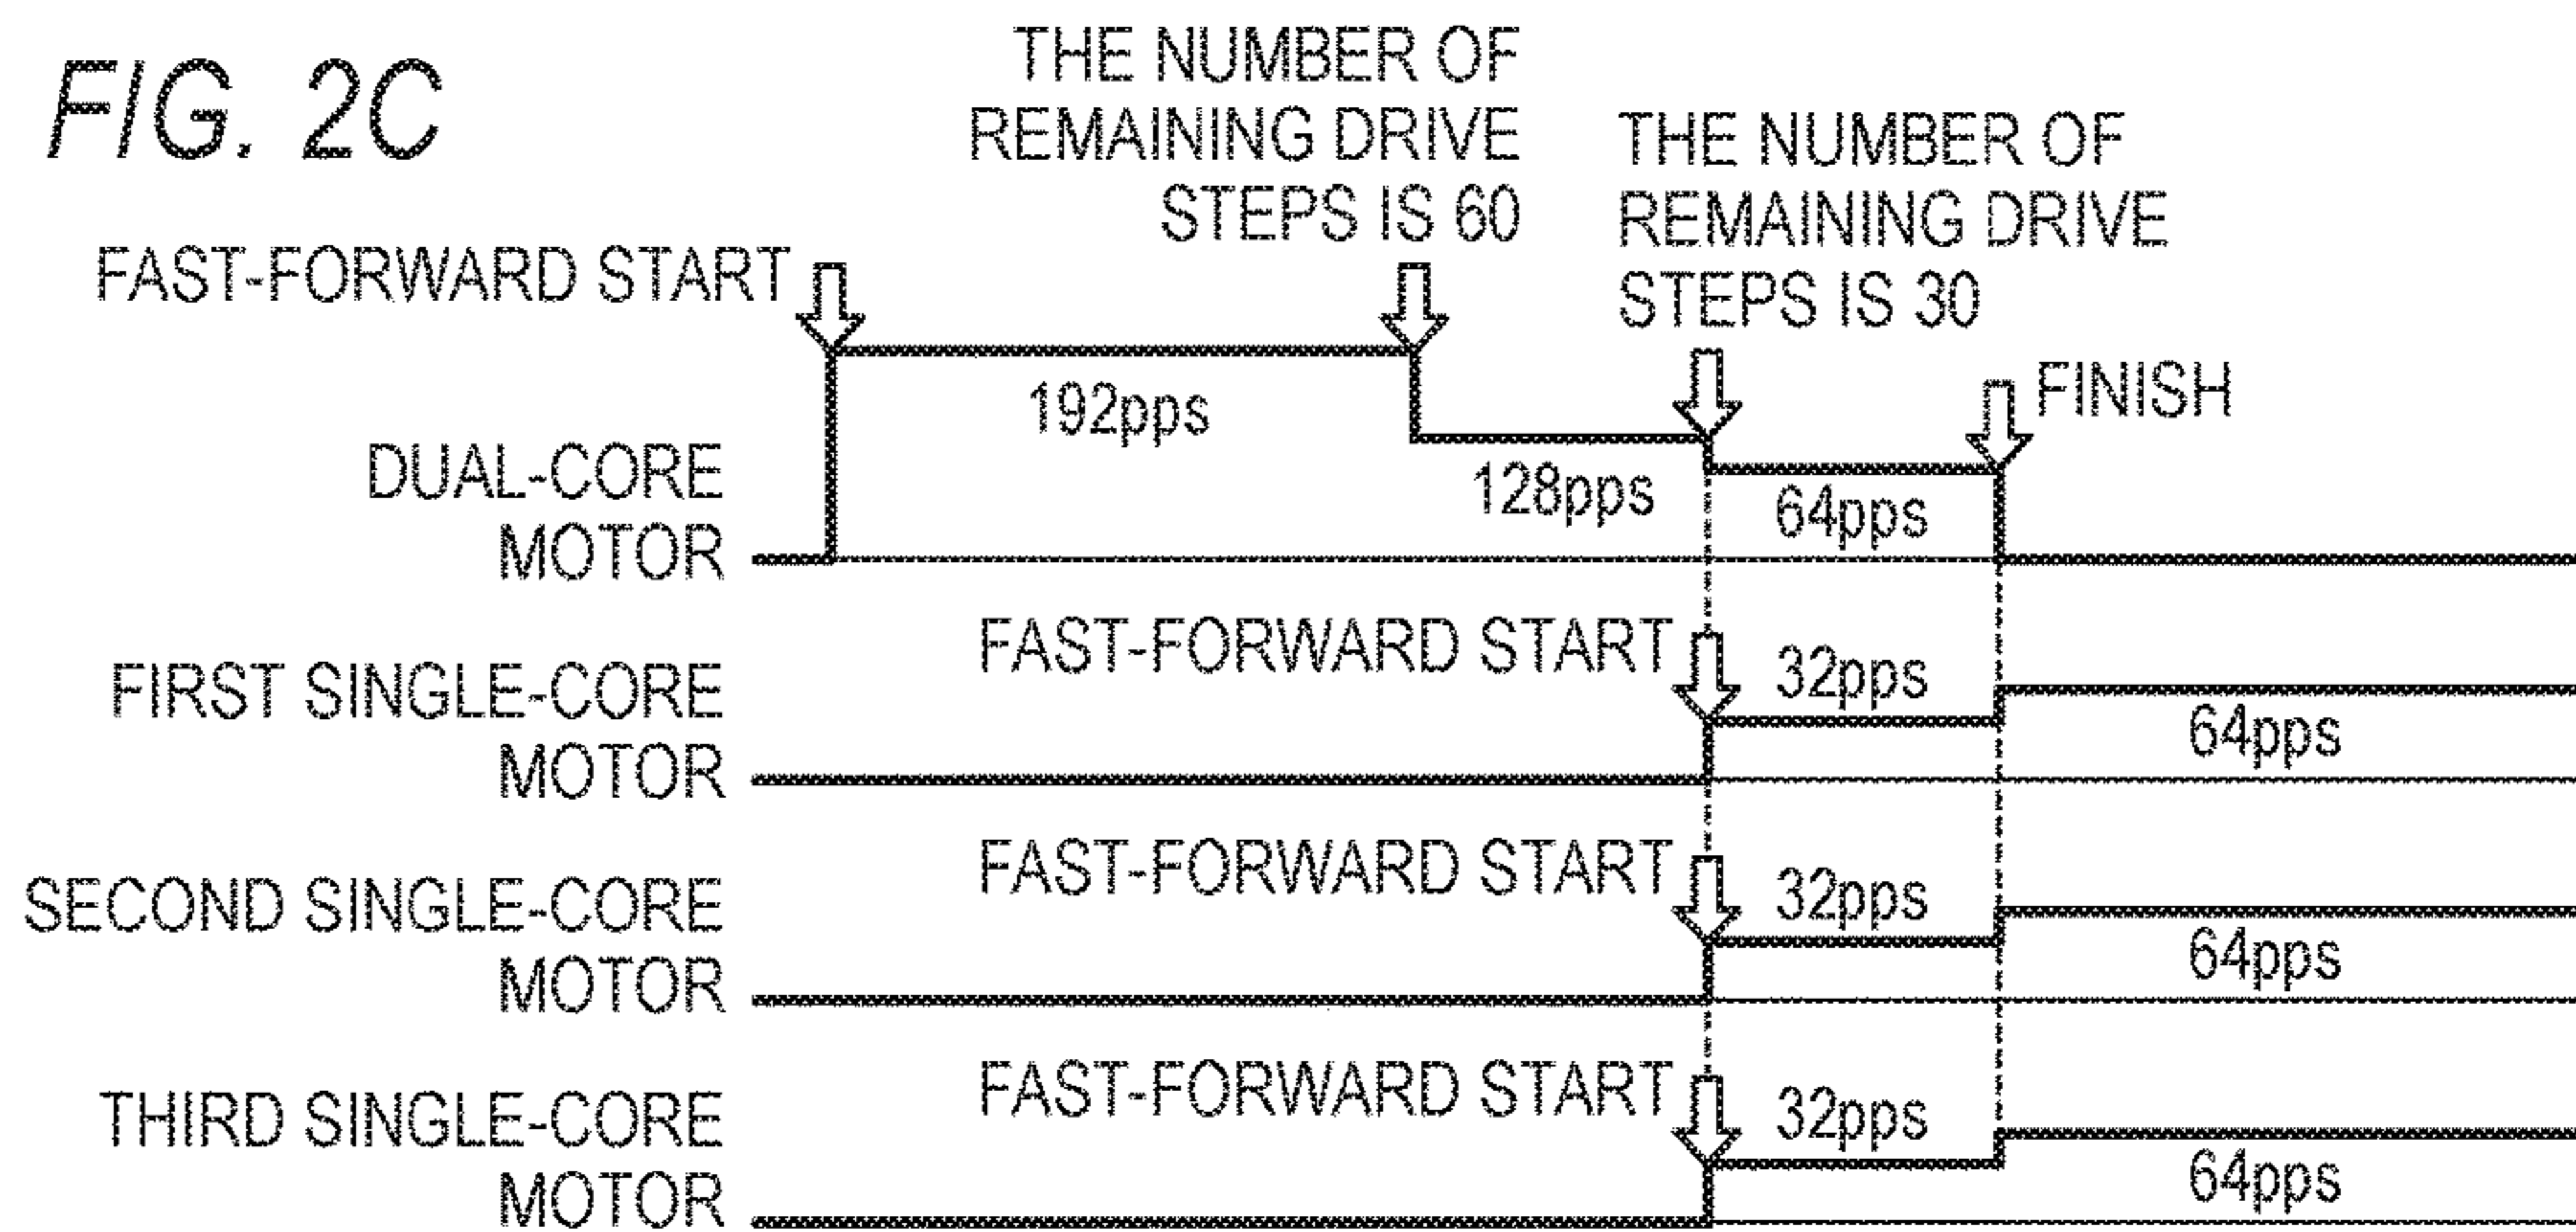 FIG. 2C
THE NUMBER OF
REMAINING DRIVE
STEPS IS 60
THE NUMBER OF
REMAINING DRIVE
STEPS IS 30
FAST-FORWARD START
FINISH
192pps
128pps
64pps
DUAL-CORE
MOTOR
FAST-FORWARD START
32pps
64pps
FIRST SINGLE-CORE
MOTOR
FAST-FORWARD START
32pps
64pps
SECOND SINGLE-CORE
MOTOR
FAST-FORWARD START
32pps
64pps
THIRD SINGLE-CORE
MOTOR